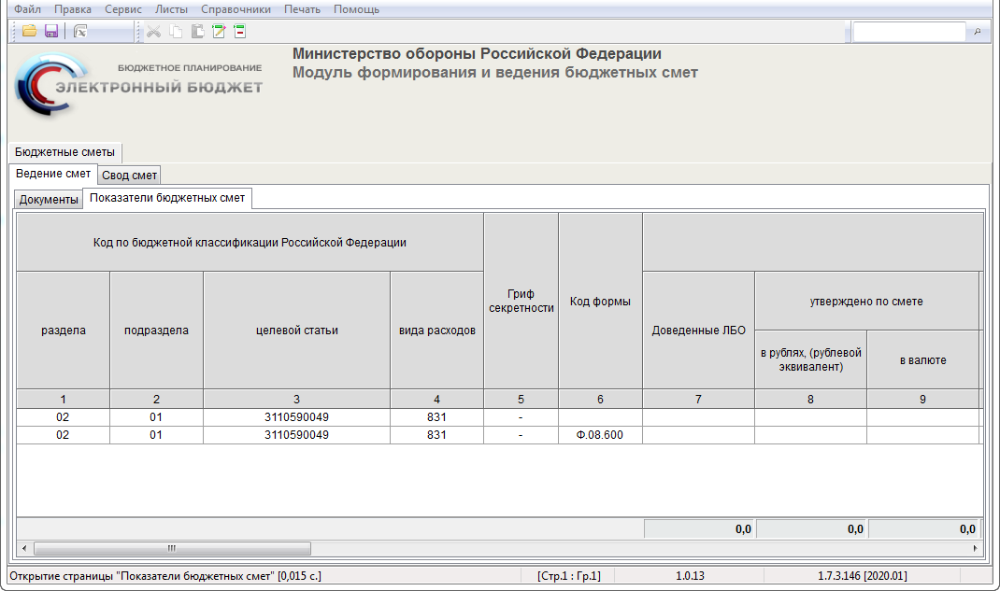 Файл Правка Сервис Листы Справочники Печать Помощь
Министерство обороны Российской Федерации
Модуль формирования и ведения бюджетных смет
БЮДЖЕТНОЕ ПЛАНИРОВАНИЕ
ЭЛЕКТРОННЫЙ БЮДЖЕТ
Бюджетные сметы
Ведение смет Свод смет
Документы Показатели бюджетных смет
Код по бюджетной классификации Российской Федерации
Гриф
секретности
Код формы
раздела подраздела целевой статьи вида расходов
Доведенные ЛБО
утверждено по смете
в рублях, (рублевой
эквивалент)
в валюте
1 2 3 4 5 6 7 8 9
02 01 3110590049 831 -
02 01 3110590049 831 - Ф.08.600
0,0 0,0 0,0
Открытие страницы "Показатели бюджетных смет" [0,015 с.] [Стр.1 : Гр.1] 1.0.13 1.7.3.146 [2020.01]